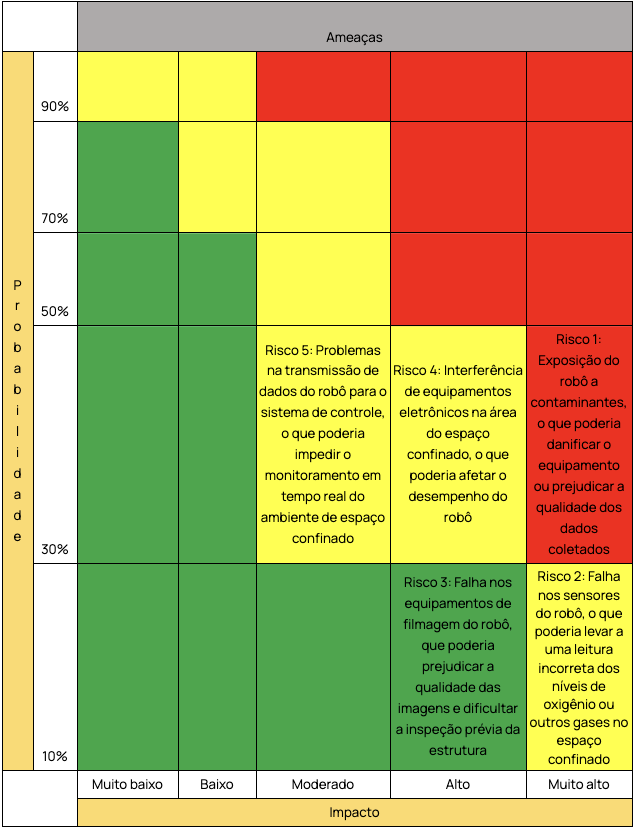 Ameaças
90%
70%
50%
Probabilidade
Risco 5: Problemas
na transmissão de
dados do robô para o
sistema de controle,
o que poderia
impedir o
monitoramento em
tempo real do
ambiente de espaço
confinado
Risco 4: Interferência
de equipamentos
eletrônicos na área
do espaço
confinado, o que
poderia afetar o
desempenho do
robô
Risco 1:
Exposição do
robô a
contaminantes,
o que poderia
danificar o
equipamento
ou prejudicar a
qualidade dos
dados
coletados
30%
Risco 3: Falha nos
equipamentos de
filmagem do robô,
que poderia
prejudicar a
qualidade das
imagens e dificultar
a inspeção prévia da
estrutura
Risco 2: Falha
nos sensores
do robô, o que
poderia levar a
uma leitura
incorreta dos
níveis de
oxigênio ou
outros gases no
espaço
confinado
10%
Muito baixo
Baixo
Moderado
Alto
Muito alto
Impacto